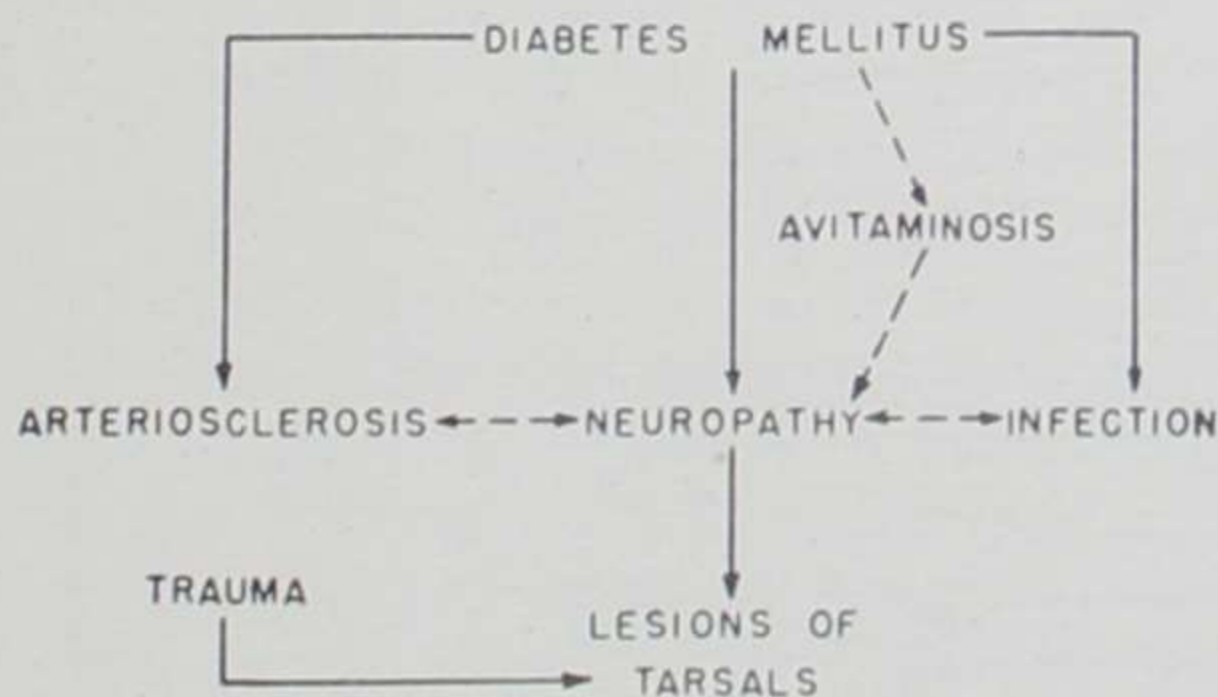 DIABETES MELLITUS
AVITAMINOSIS
ARTERIOSCLEROSIS NEUROPATHY INFECTION
TRAUMA
LESIONS OF
TARSALS